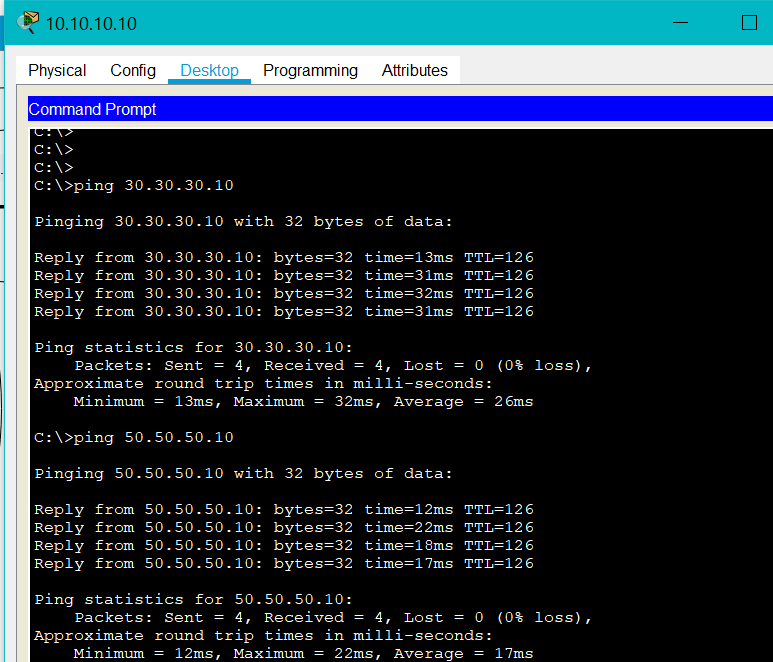 10.10.10.10
Physical Config Desktop Programming Attributes
Command Prompt
C:\>
C:\>
C:\>
C:\>ping 30.30.30.10
Pinging 30.30.30.10 with 32 bytes of data:
Reply from 30.30.30.10: bytes=32 time=13ms TTL=126
Reply from 30.30.30.10: bytes=32 time=31ms TTL=126
Reply from 30.30.30.10: bytes=32 time=32ms TTL=126
Reply from 30.30.30.10: bytes=32 time=31ms TTL=126
Ping statistics for 30.30.30.10:
Packets: Sent = 4, Received = 4, Lost = 0 (0% loss),
Approximate round trip times in milli-seconds:
Minimum = 13ms, Maximum = 32ms, Average = 26ms
C:\>ping 50.50.50.10
Pinging 50.50.50.10 with 32 bytes of data:
Reply from 50.50.50.10: bytes=32 time=12ms TTL=126
Reply from 50.50.50.10: bytes=32 time=22ms TTL=126
Reply from 50.50.50.10: bytes=32 time=18ms TTL=126
Reply from 50.50.50.10: bytes=32 time=17ms TTL=126
Ping statistics for 50.50.50.10:
Packets: Sent = 4, Received = 4, Lost = 0 (0% loss),
Approximate round trip times in milli-seconds:
Minimum = 12ms, Maximum = 22ms, Average = 17ms